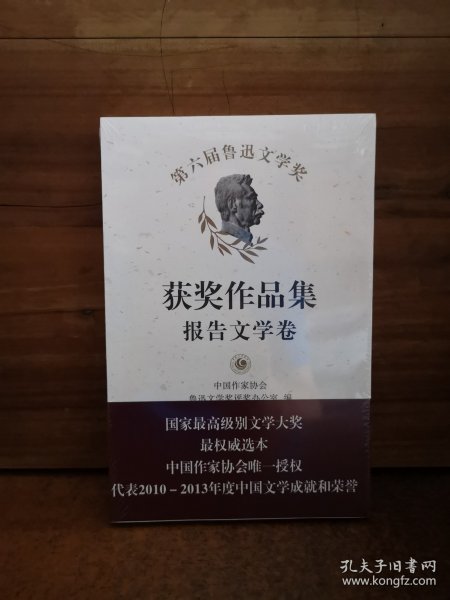 第六届鲁迅文学奖
获奖作品集
报告文学卷
中国作家协会
鲁迅文学奖评奖办公室 编
国家最高级别文学大奖
最权威选本
中国作家协会唯一授权
代表2010-2013年度中国文学成就和荣誉
孔夫子旧书网
www.kongfz.com